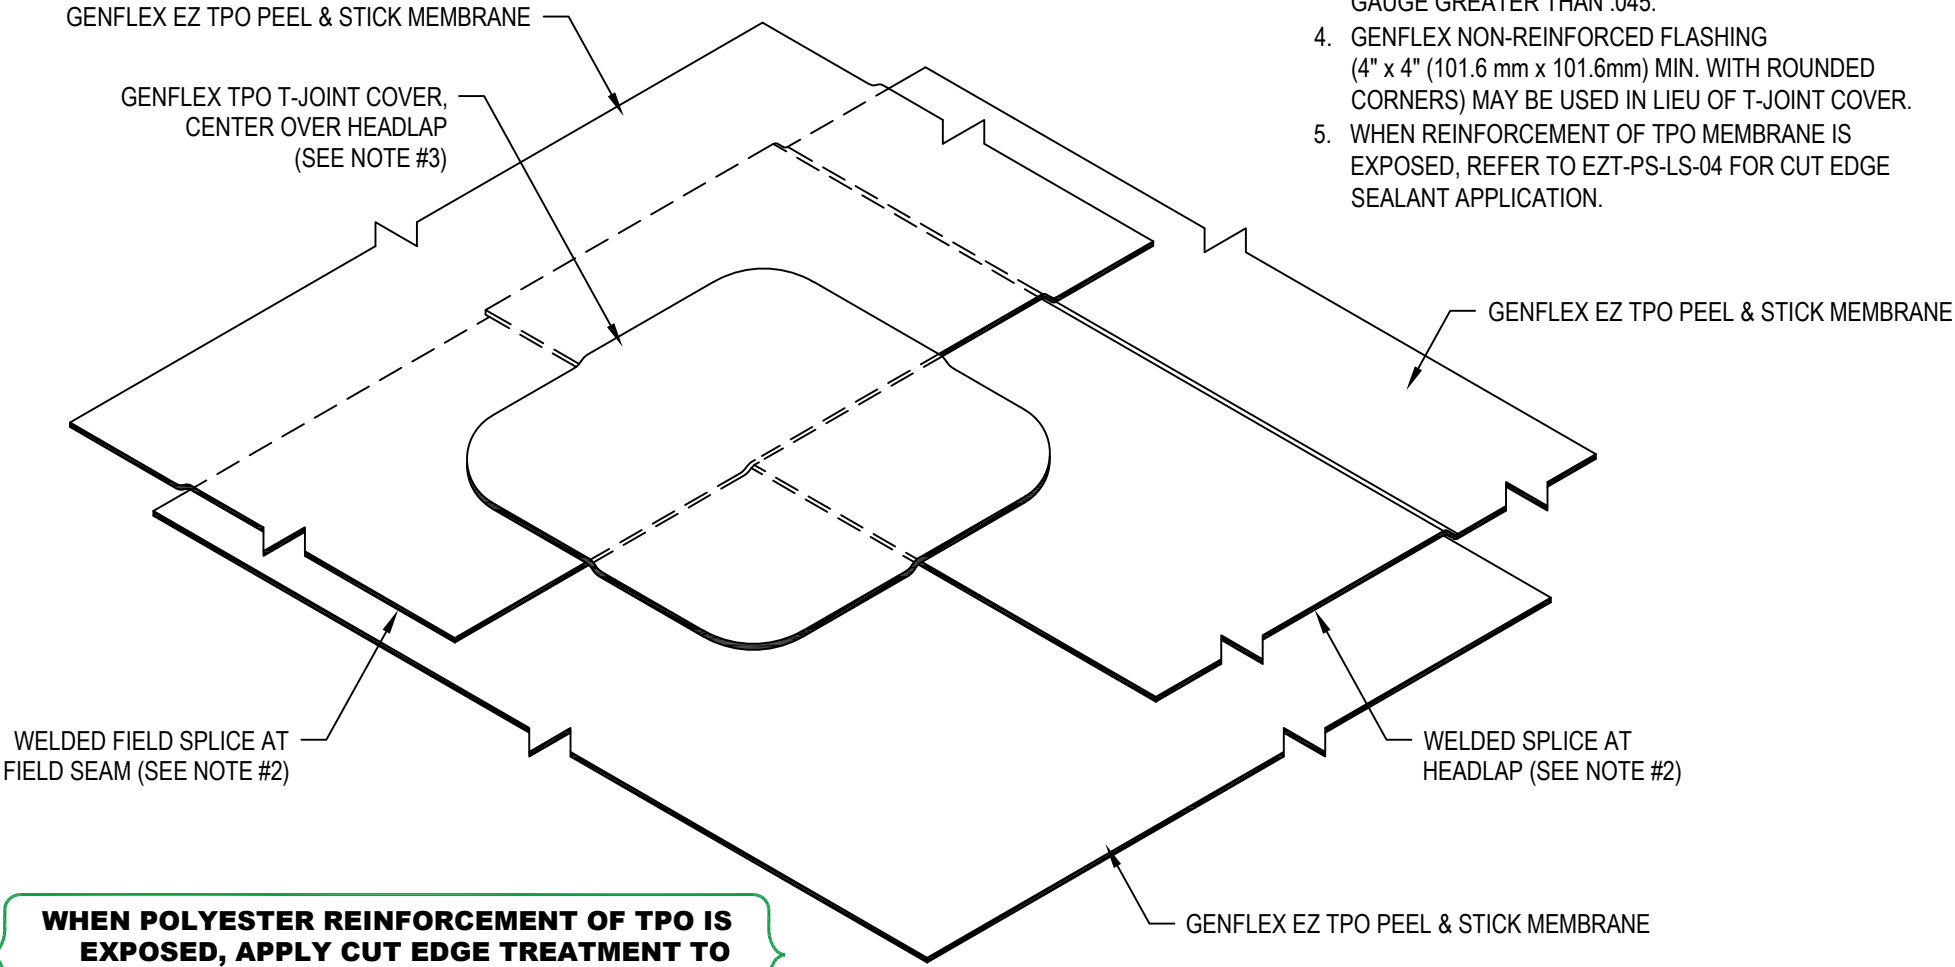 GENFLEX EZ TPO PEEL & STICK MEMBRANE
GENFLEX TPO T-JOINT COVER,
CENTER OVER HEADLAP
(SEE NOTE #3)
GAUGE GREATER THAN .045.
4. GENFLEX NON-REINFORCED FLASHING
(4" x 4" (101.6 mm x 101.6mm) MIN. WITH ROUNDED
CORNERS) MAY BE USED IN LIEU OF T-JOINT COVER.
5. WHEN REINFORCEMENT OF TPO MEMBRANE IS
EXPOSED, REFER TO EZT-PS-LS-04 FOR CUT EDGE
SEALANT APPLICATION.
GENFLEX EZ TPO PEEL & STICK MEMBRANE
WELDED FIELD SPLICE AT
FIELD SEAM (SEE NOTE #2)
WELDED SPLICE AT
HEADLAP (SEE NOTE #2)
GENFLEX EZ TPO PEEL & STICK MEMBRANE
WHEN POLYESTER REINFORCEMENT OF TPO IS
EXPOSED, APPLY CUT EDGE TREATMENT TO